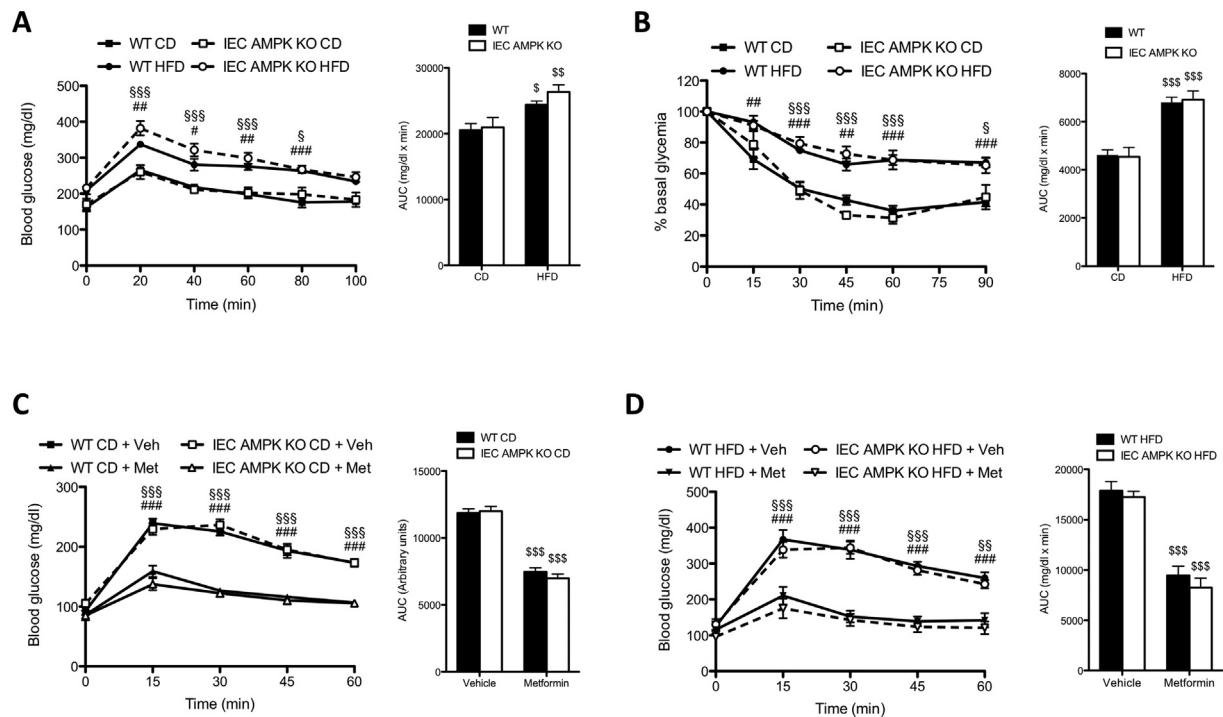 A
WT CD
IEC AMPK KO CD
WT HFD
IEC AMPK KO HFD
Blood glucose (mg/dl)
500
400
300
200
100
0
§§§ §§§ §§§ §
## # ## ###
0 20 40 60 80 100
Time (min)
WT
IEC AMPK KO
AUC (mg/dl x min)
30000
20000
10000
0
$ $$
CD HFD
B
WT CD
IEC AMPK KO CD
WT HFD
IEC AMPK KO HFD
% basal glycemia
120
100
80
60
40
20
0
§§§ §§§ §§§ §
## ### ## ### ###
0 15 30 45 60 75 90
Time (min)
WT
IEC AMPK KO
AUC (mg/dl x min)
8000
6000
4000
2000
0
$$$ $$$
CD HFD
C
WT CD + Veh
IEC AMPK KO CD + Veh
WT CD + Met
IEC AMPK KO CD + Met
Blood glucose (mg/dl)
300
200
100
0
§§§ §§§ §§§ §§§
### ### ### ###
0 15 30 45 60
Time (min)
WT CD
IEC AMPK KO CD
AUC (Arbitrary units)
15000
10000
5000
0
$$$ $$$
Vehicle Metformin
D
WT HFD + Veh
IEC AMPK KO HFD + Veh
WT HFD + Met
IEC AMPK KO HFD + Met
Blood glucose (mg/dl)
500
400
300
200
100
0
§§§ §§§ §§§ §§
### ### ### ###
0 15 30 45 60
Time (min)
WT HFD
IEC AMPK KO HFD
AUC (mg/dl x min)
20000
15000
10000
5000
0
$$$ $$$
Vehicle Metformin